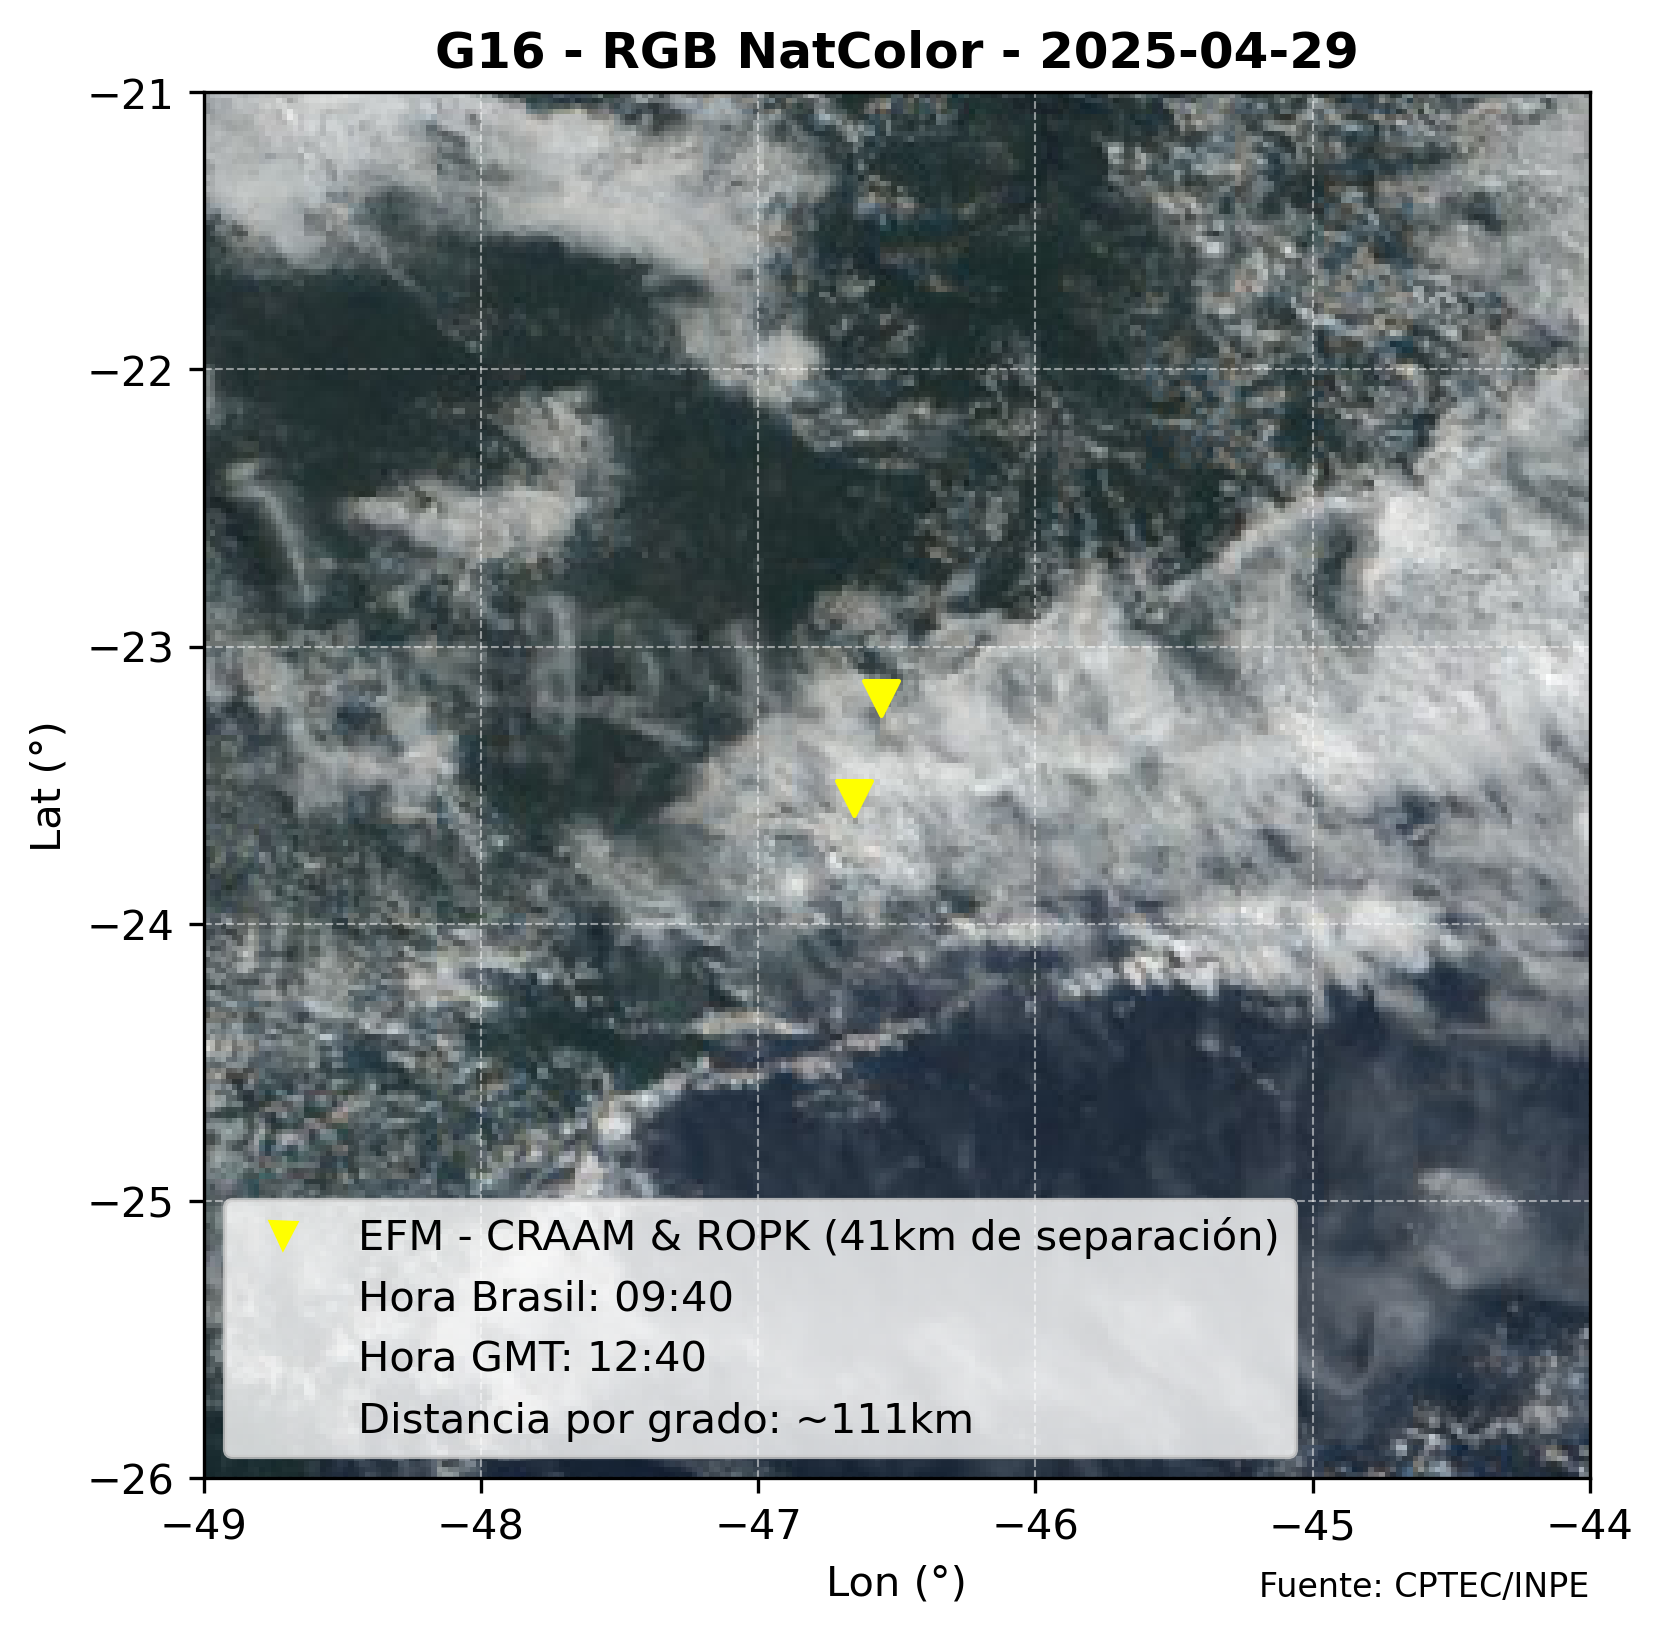 G16 - RGB NatColor - 2025-04-29
−21
−22
−23
−24
−25
−26
Lat (°)
EFM - CRAAM & ROPK (41km de separación)
Hora Brasil: 09:40
Hora GMT: 12:40
Distancia por grado: ~111km
−49 −48 −47 −46 −45 −44
Lon (°)
Fuente: CPTEC/INPE